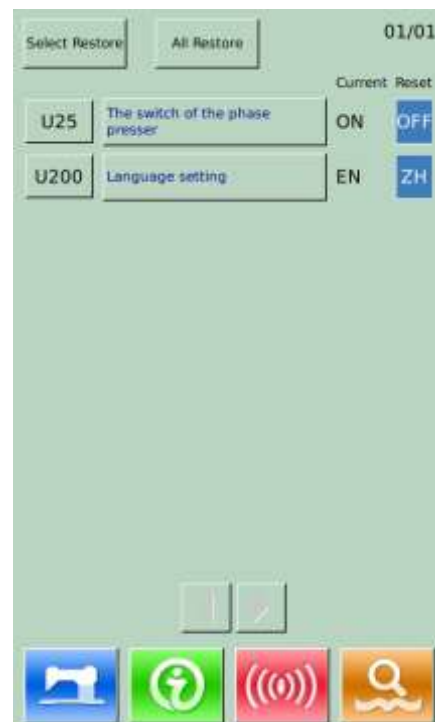 Select Restore All Restore 01/01
Current Reset
U25 The switch of the phase presser ON OFF
U200 Language setting EN ZH